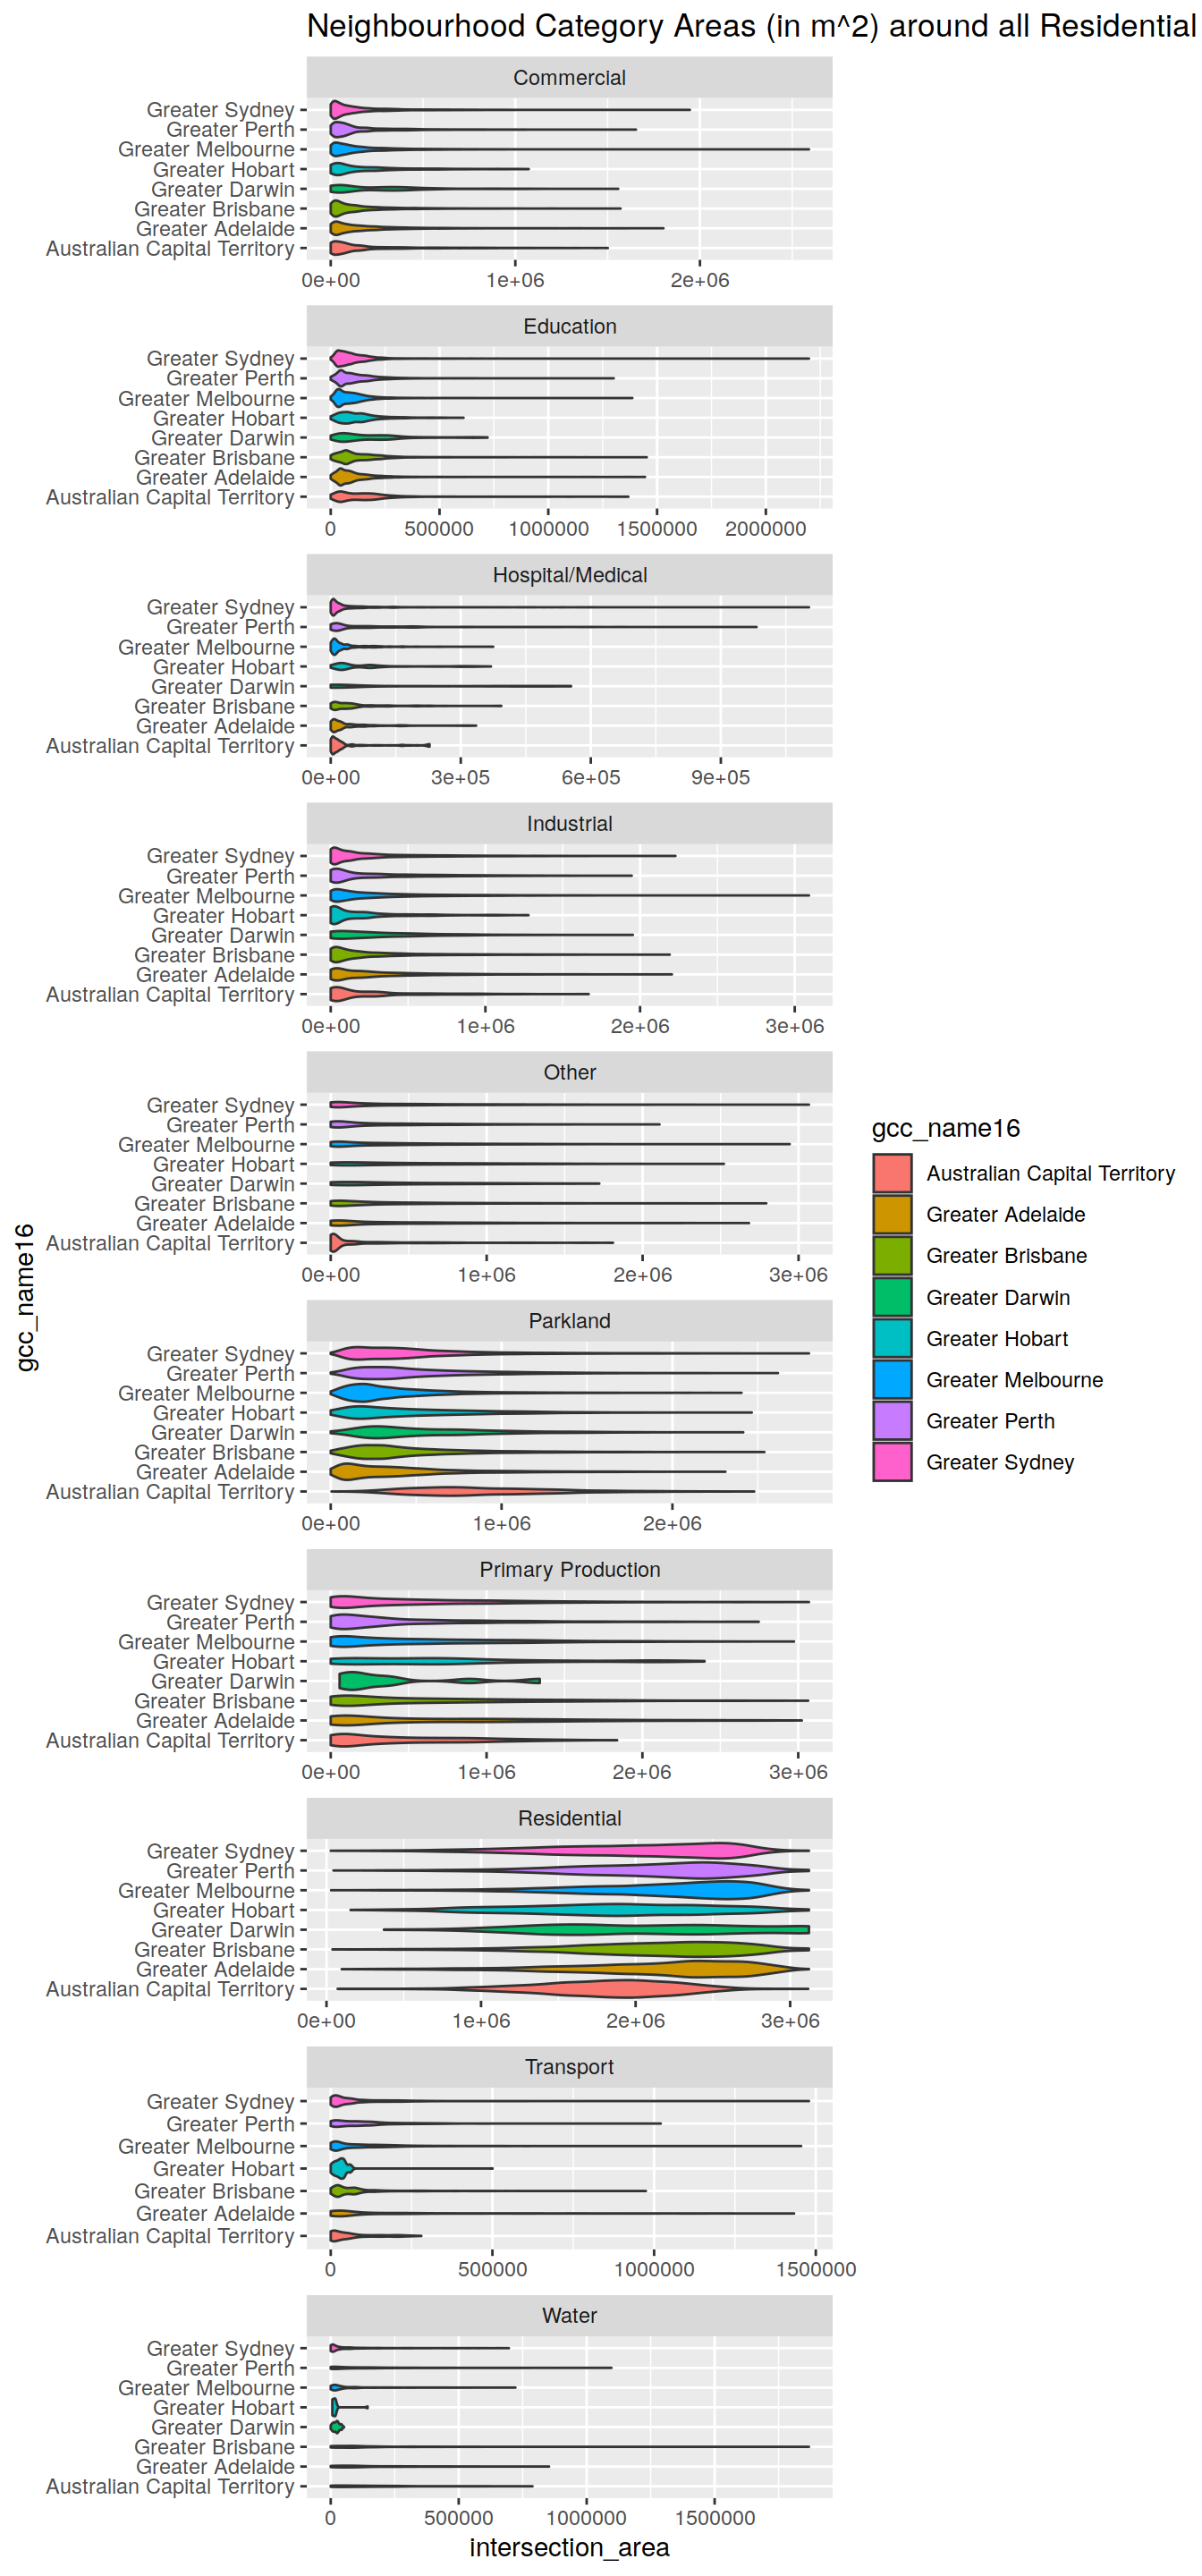 Neighbourhood Category Areas (in m^2) around all Residential
Commercial
Greater Sydney
Greater Perth
Greater Melbourne
Greater Hobart
Greater Darwin
Greater Brisbane
Greater Adelaide
Australian Capital Territory
0e+00 1e+06 2e+06
Education
Greater Sydney
Greater Perth
Greater Melbourne
Greater Hobart
Greater Darwin
Greater Brisbane
Greater Adelaide
Australian Capital Territory
0 500000 1000000 1500000 2000000
Hospital/Medical
Greater Sydney
Greater Perth
Greater Melbourne
Greater Hobart
Greater Darwin
Greater Brisbane
Greater Adelaide
Australian Capital Territory
0e+00 3e+05 6e+05 9e+05
Industrial
Greater Sydney
Greater Perth
Greater Melbourne
Greater Hobart
Greater Darwin
Greater Brisbane
Greater Adelaide
Australian Capital Territory
0e+00 1e+06 2e+06 3e+06
Other
Greater Sydney
Greater Perth
Greater Melbourne
Greater Hobart
Greater Darwin
Greater Brisbane
Greater Adelaide
Australian Capital Territory
0e+00 1e+06 2e+06 3e+06
Parkland
Greater Sydney
Greater Perth
Greater Melbourne
Greater Hobart
Greater Darwin
Greater Brisbane
Greater Adelaide
Australian Capital Territory
0e+00 1e+06 2e+06
Primary Production
Greater Sydney
Greater Perth
Greater Melbourne
Greater Hobart
Greater Darwin
Greater Brisbane
Greater Adelaide
Australian Capital Territory
0e+00 1e+06 2e+06 3e+06
Residential
Greater Sydney
Greater Perth
Greater Melbourne
Greater Hobart
Greater Darwin
Greater Brisbane
Greater Adelaide
Australian Capital Territory
0e+00 1e+06 2e+06 3e+06
Transport
Greater Sydney
Greater Perth
Greater Melbourne
Greater Hobart
Greater Brisbane
Greater Adelaide
Australian Capital Territory
0 500000 1000000 1500000
Water
Greater Sydney
Greater Perth
Greater Melbourne
Greater Hobart
Greater Darwin
Greater Brisbane
Greater Adelaide
Australian Capital Territory
0 500000 1000000 1500000
intersection_area
gcc_name16
gcc_name16
Australian Capital Territory
Greater Adelaide
Greater Brisbane
Greater Darwin
Greater Hobart
Greater Melbourne
Greater Perth
Greater Sydney